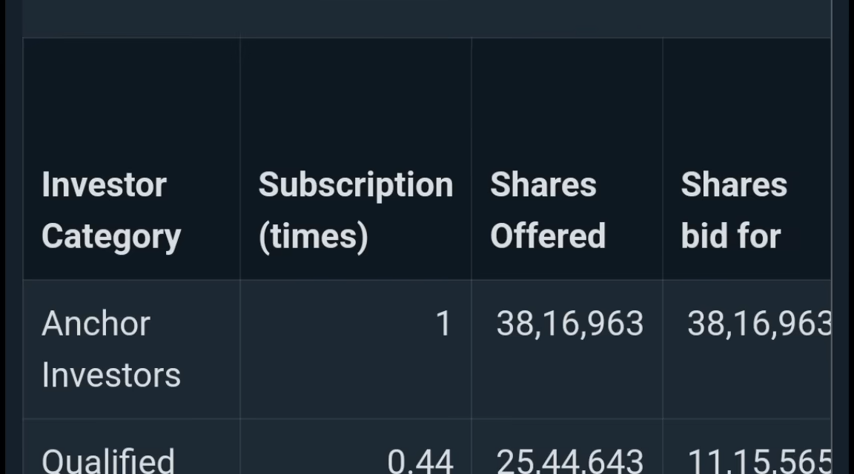 Investor Subscription Shares Shares
Category (times) Offered bid for
Anchor 1 38,16,963 38,16,963
Investors
Qualified 0.44 25,44,643 11,15,565